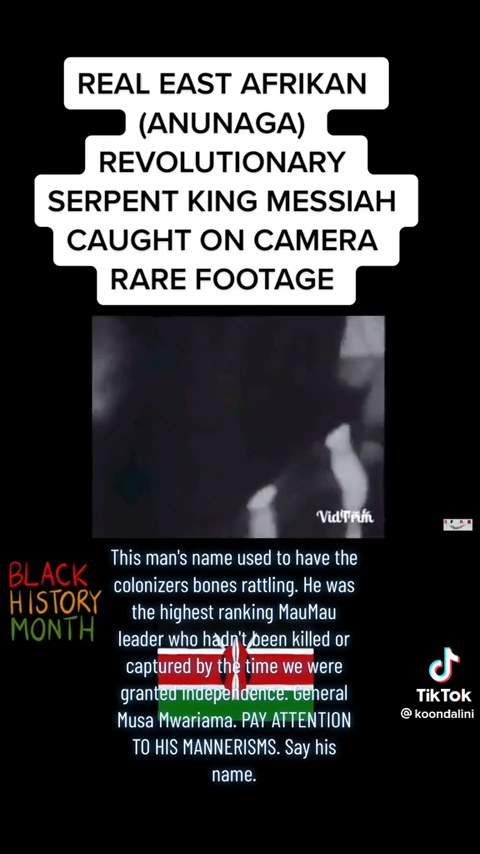 REAL EAST AFRIKAN
(ANUNAGA)
REVOLUTIONARY
SERPENT KING MESSIAH
CAUGHT ON CAMERA
RARE FOOTAGE
VidTrim
This man's name used to have the
colonizers bones rattling. He was
the highest ranking MauMau
leader who hadn't been killed or
captured by the time we were
granted independence. General
Musa Mwariama. PAY ATTENTION
TO HIS MANNERISMS. Say his
name.
BLACK
HISTORY
MONTH
TikTok
@koondalini